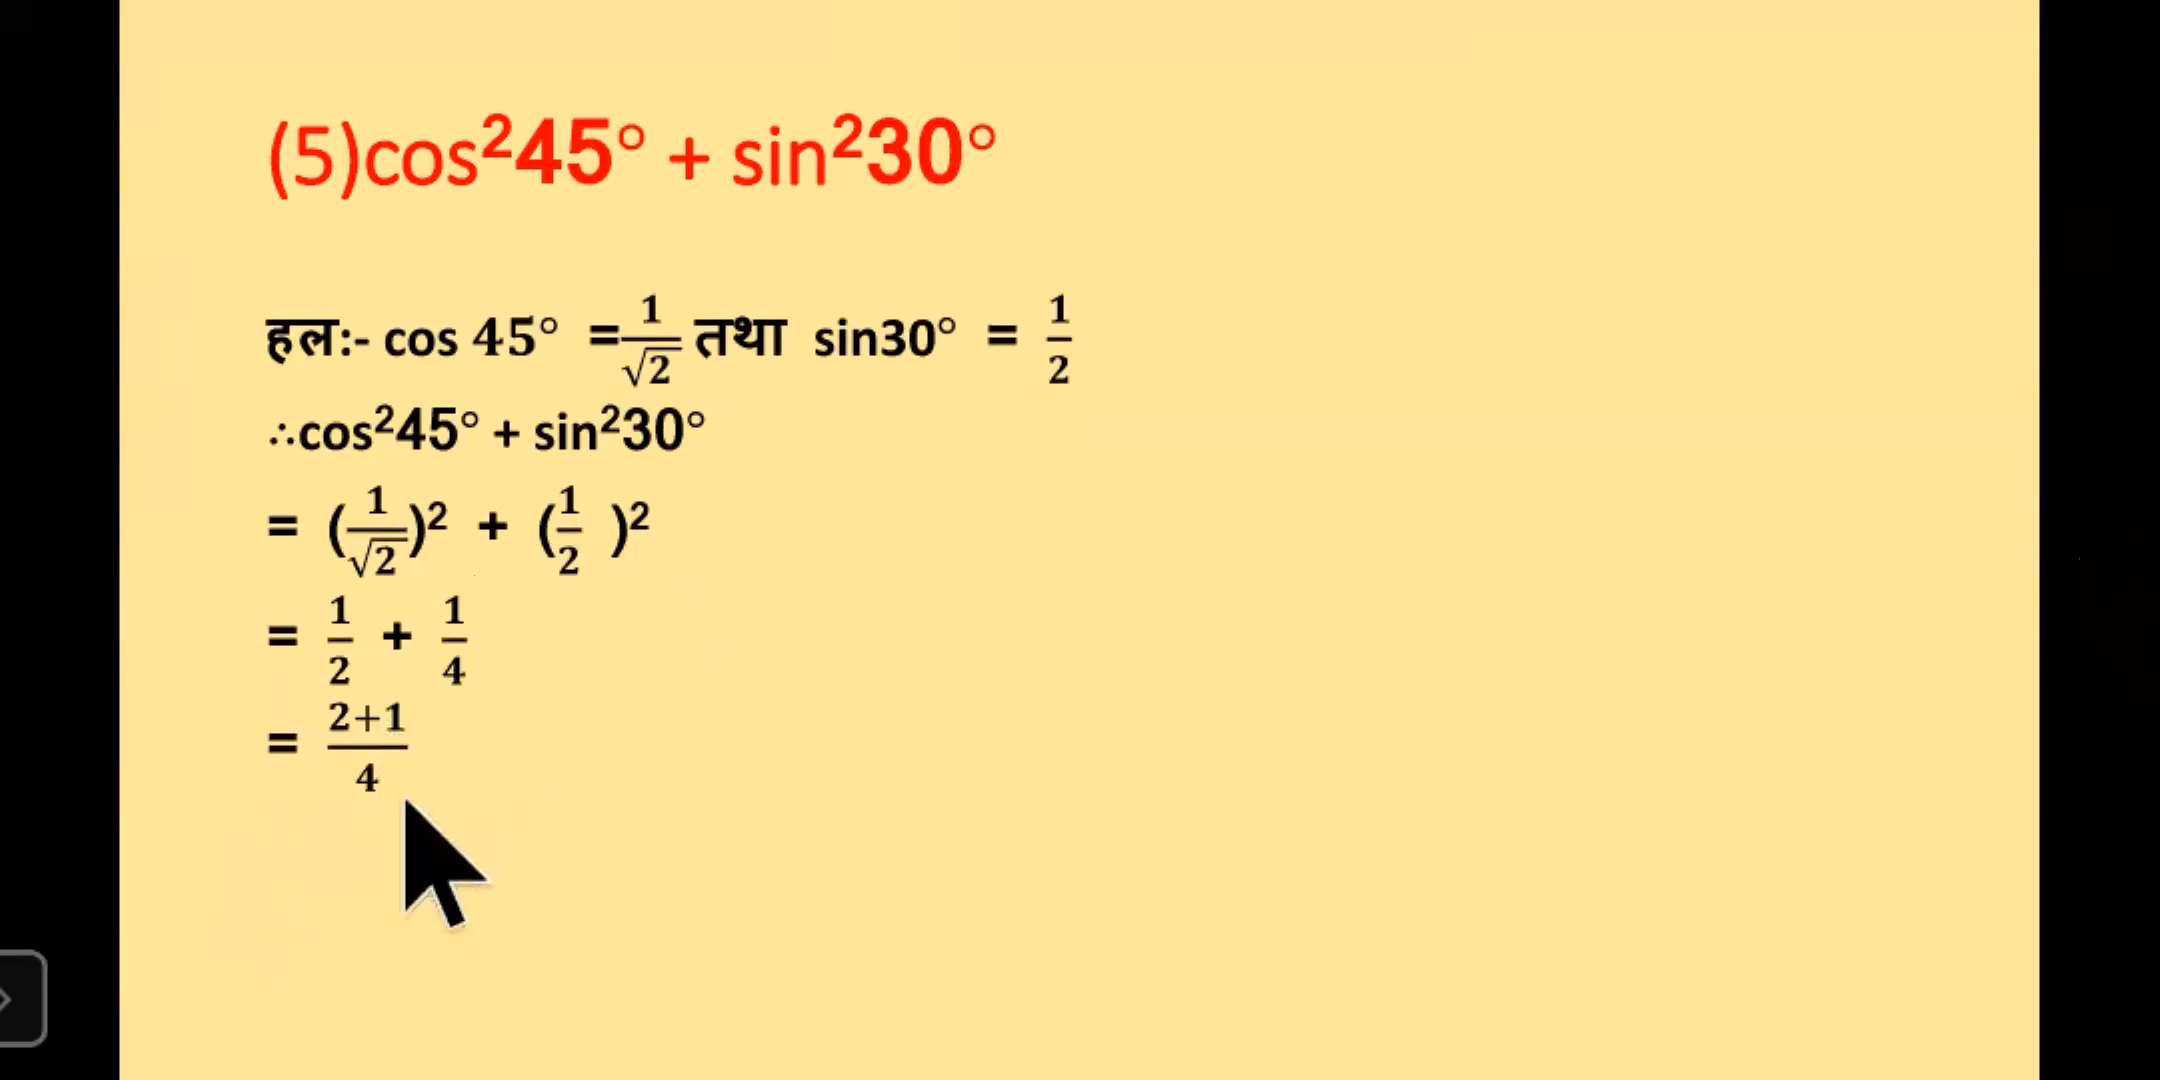 (5)cos²45° + sin²30°
हल:- cos 45° = 1/√2 तथा sin30° = 1/2
∴cos²45° + sin²30°
= (1/√2)² + (1/2 )²
= 1/2 + 1/4
= 2+1/4